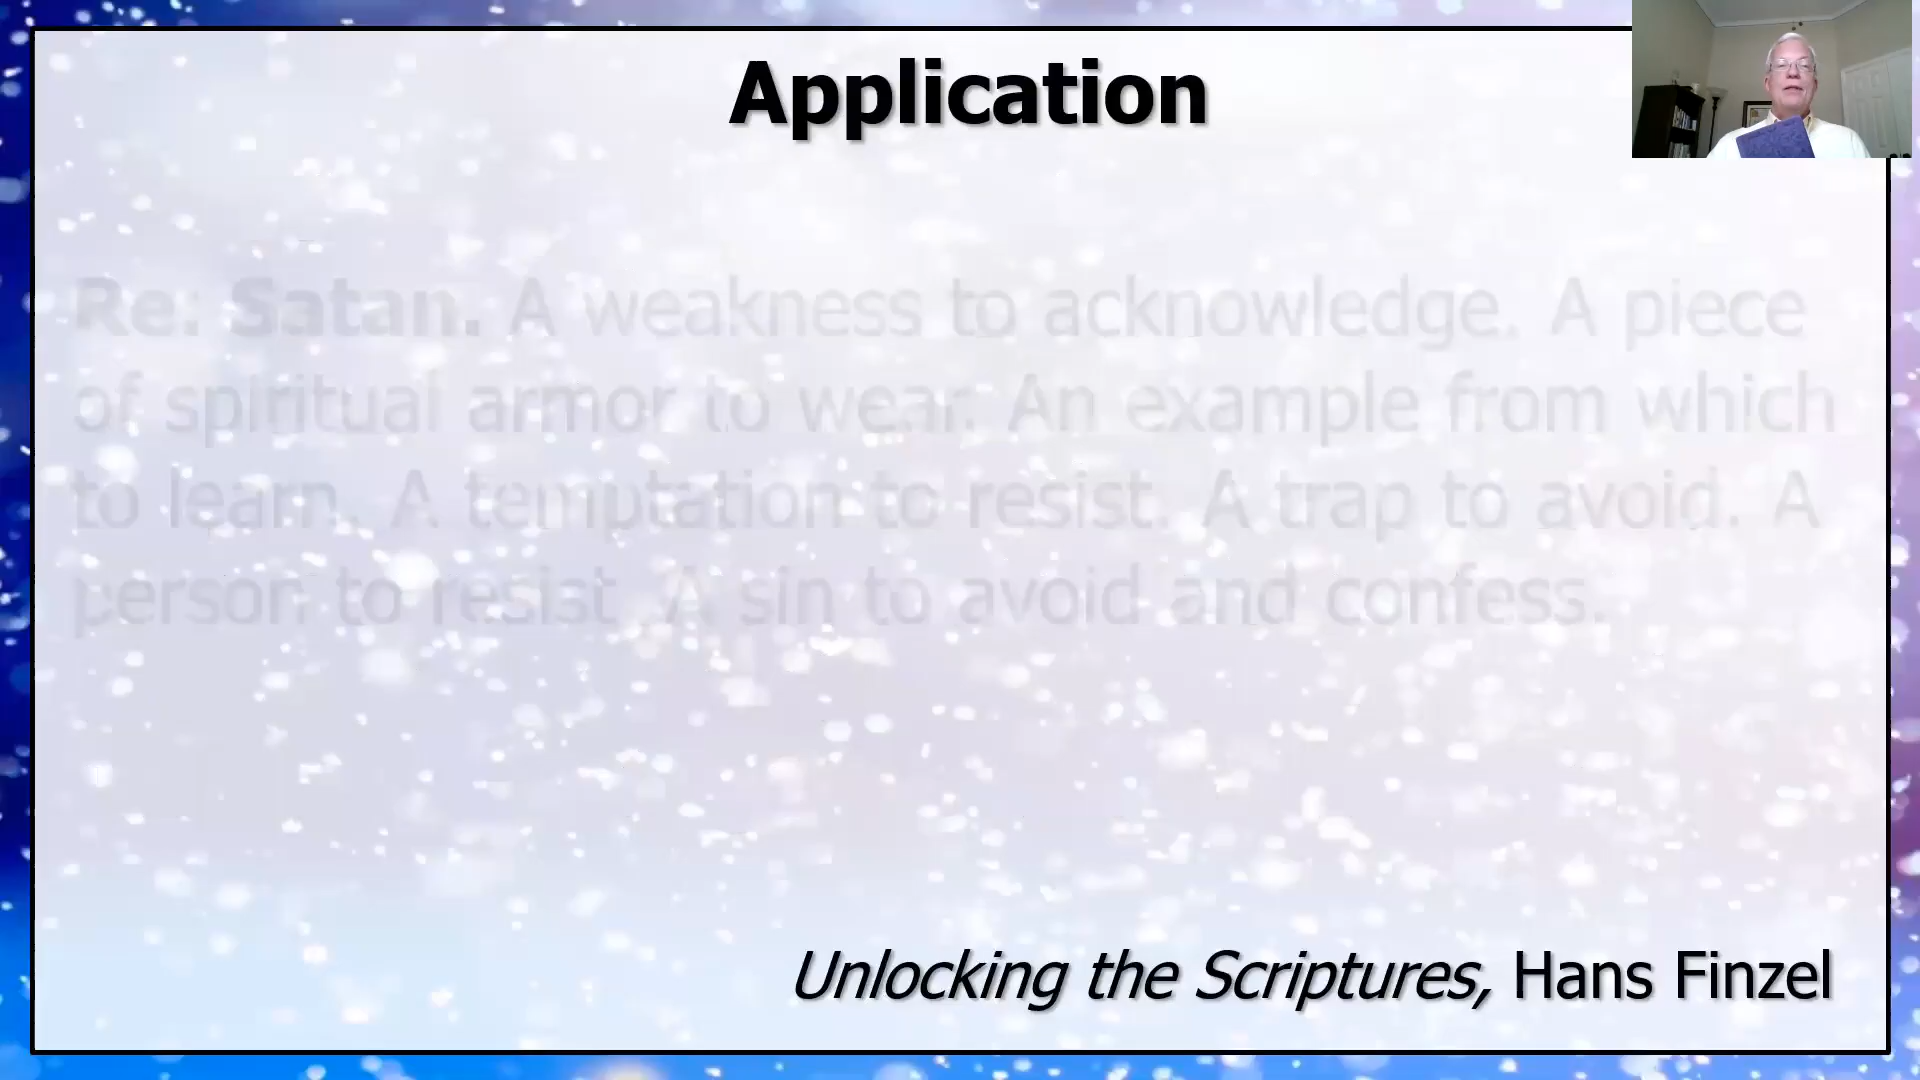 Application
Re: Satan. A weakness to acknowledge. A piece
of spiritual armor to wear. An example from which
to learn. A temptation to resist. A trap to avoid. A
person to resist. A sin to avoid and confess.
Unlocking the Scriptures, Hans Finzel